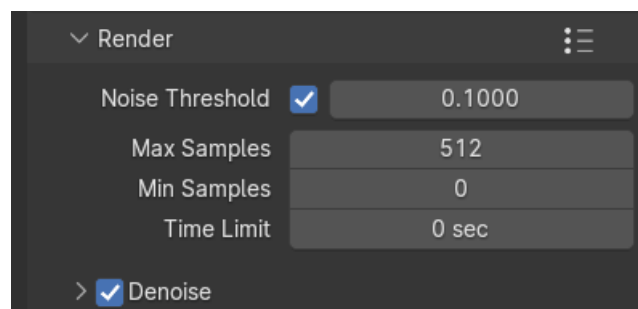 Render
Noise Threshold 0.1000
Max Samples 512
Min Samples 0
Time Limit 0 sec
Denoise